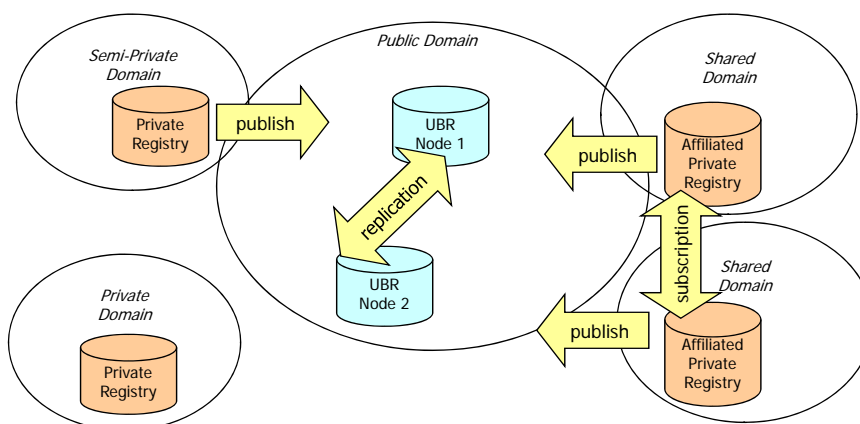 Semi-Private
Domain
Private
Registry
publish
Public Domain
UBR
Node 1
replication
UBR
Node 2
Shared
Domain
Affiliated
Private
Registry
publish
subscription
Shared
Domain
Affiliated
Private
Registry
publish
Private
Domain
Private
Registry